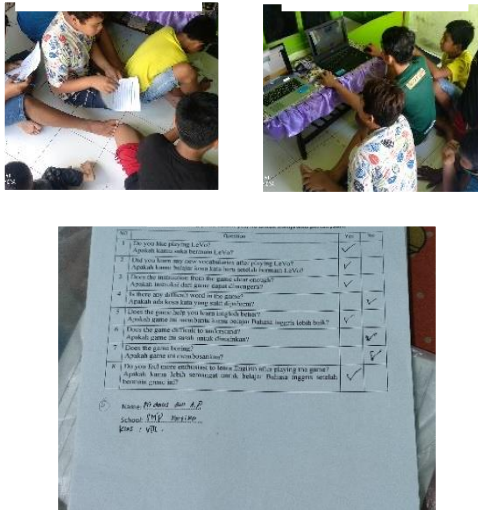 No Question Yes No
1 Do you like playing LeVo?
Apakah kamu suka bermain LeVo?
2 Did you learn any new vocabularies after playing LeVo?
Apakah kamu belajar kosa kata baru setelah bermain LeVo?
3 Does the instruction from the game clear enough?
Apakah instruksi dari game dapat dimengerti?
4 Is there any difficult word in the game?
Apakah ada kosa kata yang sulit dipahami?
5 Does the game help you learn english better?
Apakah game ini membantu kamu belajar Bahasa inggris lebih baik?
6 Does the game difficult to understand?
Apakah game ini susah untuk dimainkan?
7 Does the game boring?
Apakah game ini membosankan?
8 Do you feel more enthusiast to learn English after playing the game?
Apakah kamu lebih semangat untuk belajar Bahasa inggris setelah
bermain game ini?
Name:
School: SMP